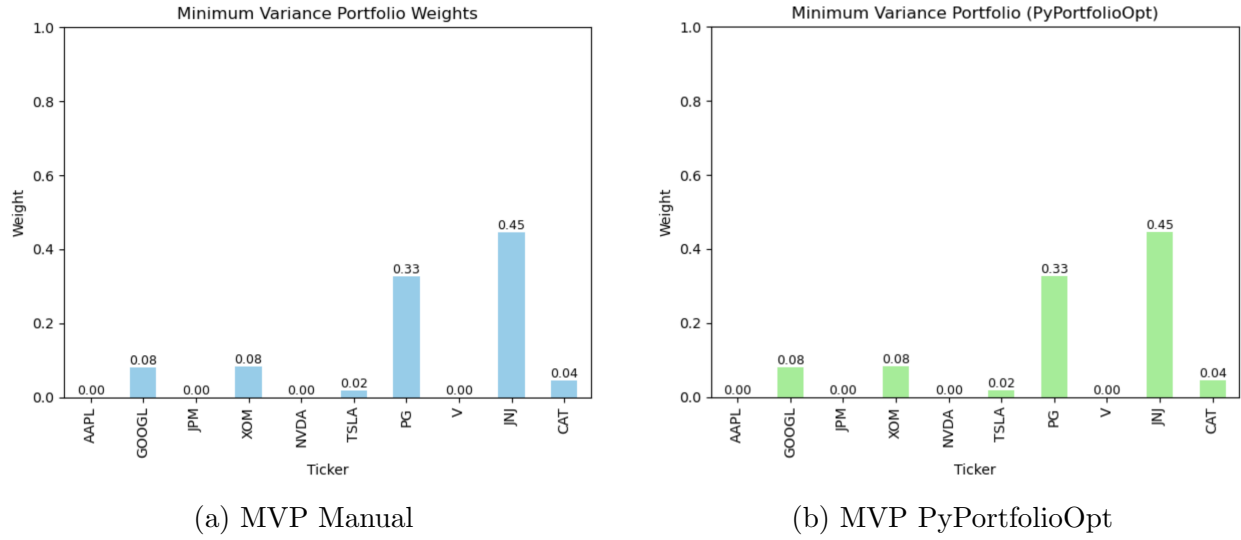 Minimum Variance Portfolio Weights
1.0
0.8
0.6
0.4
0.2
0.0
Weight
0.00
0.08
0.00
0.08
0.00
0.02
0.33
0.00
0.45
0.04
AAPL
GOOGL
JPM
XOM
NVDA
TSLA
PG
V
JNJ
CAT
Ticker
(a) MVP Manual
Minimum Variance Portfolio (PyPortfolioOpt)
1.0
0.8
0.6
0.4
0.2
0.0
Weight
0.00
0.08
0.00
0.08
0.00
0.02
0.33
0.00
0.45
0.04
AAPL
GOOGL
JPM
XOM
NVDA
TSLA
PG
V
JNJ
CAT
Ticker
(b) MVP PyPortfolioOpt